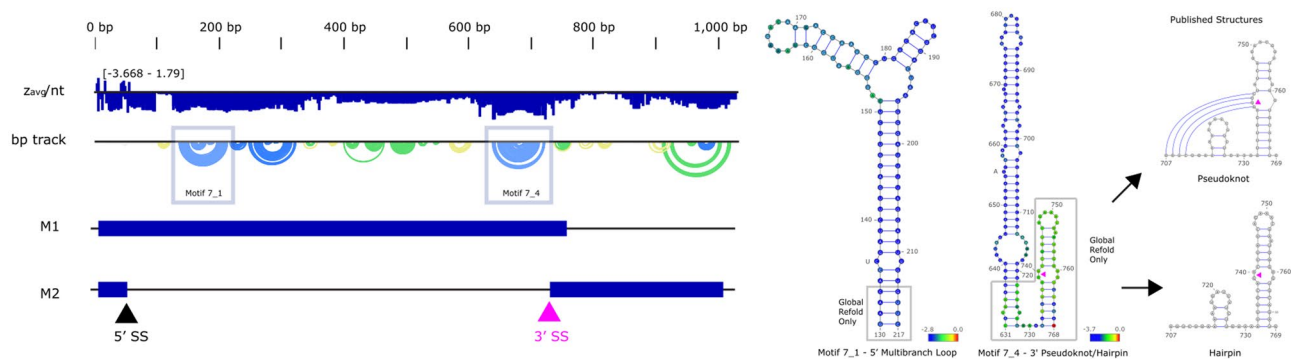 0 bp
200 bp
400 bp
600 bp
800 bp
1,000 bp
[-3.668 - 1.79]
zavg/nt
bp track
Motif 7_1
Motif 7_4
M1
M2
5' SS
3' SS
170
160
180
190
150
200
140
210
U
Global
Refold
Only
130
217
-2.8
0.0
Motif 7_1 - 5' Multibranch Loop
680
670
690
700
660
A
650
640
710
750
740
720
760
Global
Refold
Only
631
730
768
-3.7
0.0
Motif 7_4 - 3' Pseudoknot/Hairpin
Published Structures
750
760
707
730
769
Pseudoknot
750
740
760
720
707
730
769
Hairpin